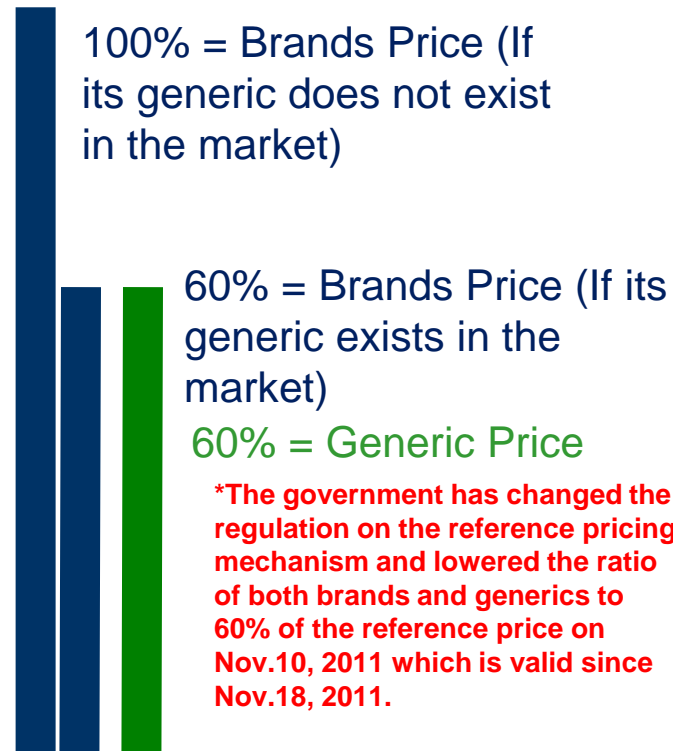 100% = Brands Price (If
its generic does not exist
in the market)
60% = Brands Price (If its
generic exists in the
market)
60% = Generic Price
*The government has changed the
regulation on the reference pricing
mechanism and lowered the ratio
of both brands and generics to
60% of the reference price on
Nov.10, 2011 which is valid since
Nov.18, 2011.